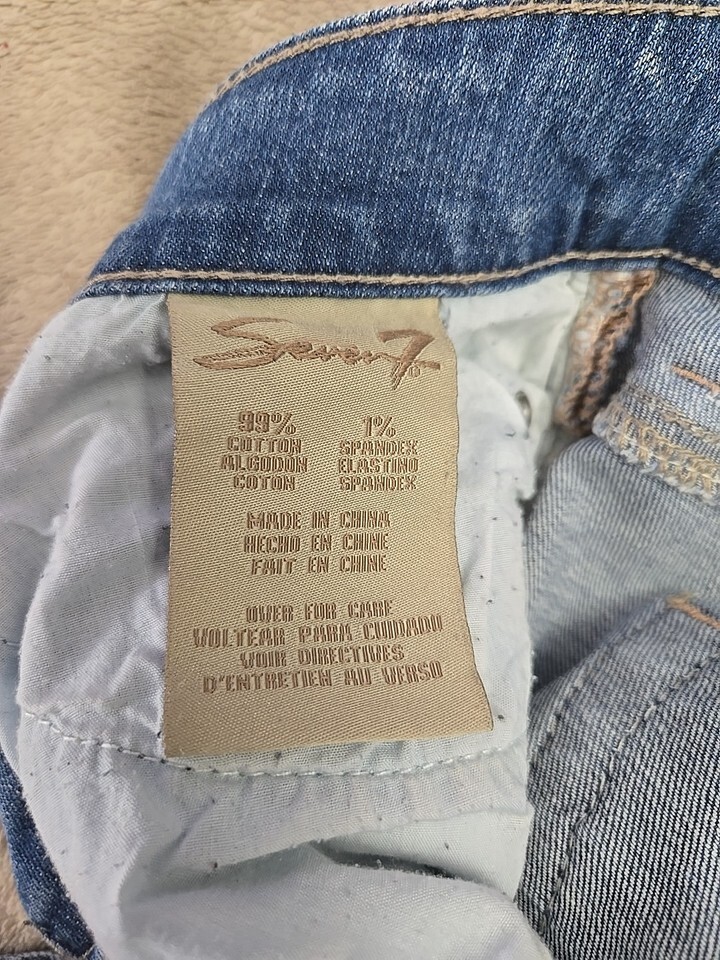 Seven7
99% 1%
COTTON SPANDEX
ALGODON ELASTINO
COTON SPANDEX
MADE IN CHINA
HECHO EN CHINE
FAIT EN CHINE
OVER FOR CARE
VOLTEAR PARA CUIDADU
VOIR DIRECTIVES
D'ENTRETIEN AU VERSO